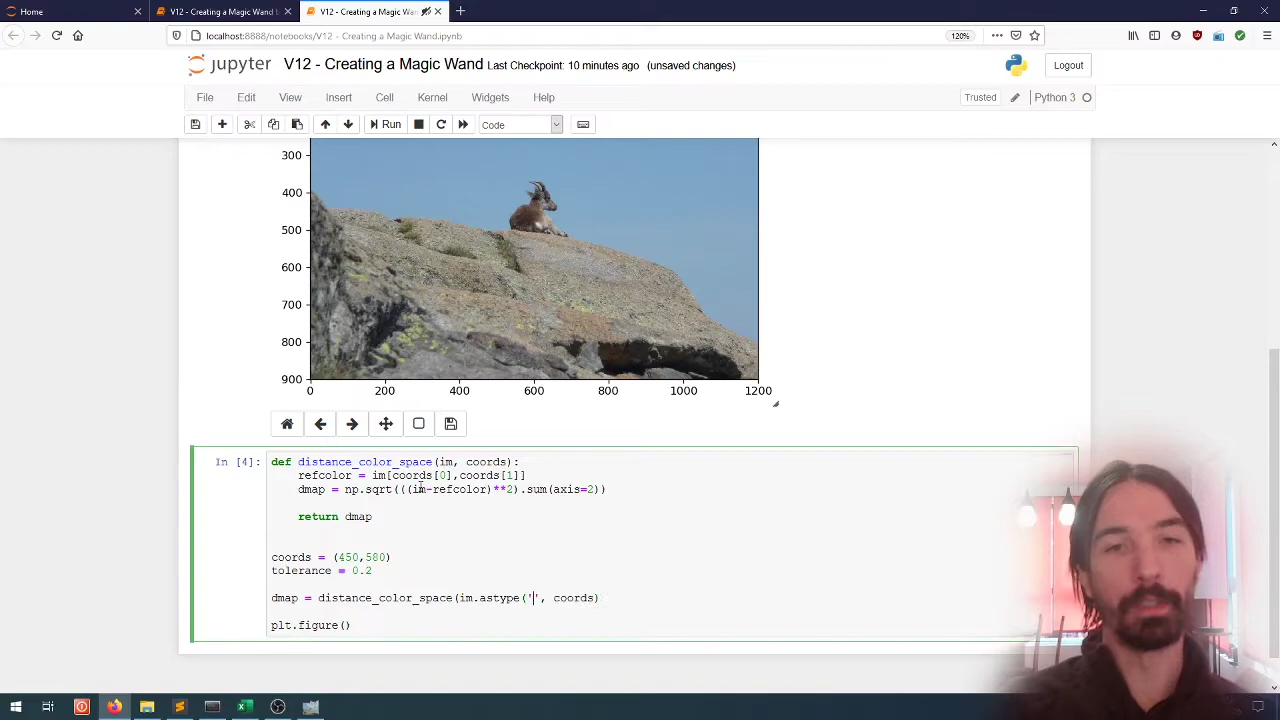 Home
V12 - Creating a Magic Wand b
V12 - Creating a Magic Wan
localhost:8888/notebooks/V12 - Creating a Magic Wand.ipynb
120%
jupyter
V12 - Creating a Magic Wand Last Checkpoint: 10 minutes ago (unsaved changes)
Logout
File Edit View Insert Cell Kernel Widgets Help
Trusted
Python 3
Run
Code
300
400
500
600
700
800
900
0 200 400 600 800 1000 1200
In [4]:
def distance_color_space(im, coords):
refcolor = im[coords[0],coords[1]]
dmap = np.sqrt(((im-refcolor)**2).sum(axis=2))
return dmap
coords = (450,580)
tolerance = 0.2
dmap = distance_color_space(im.astype('', coords)
plt.figure()